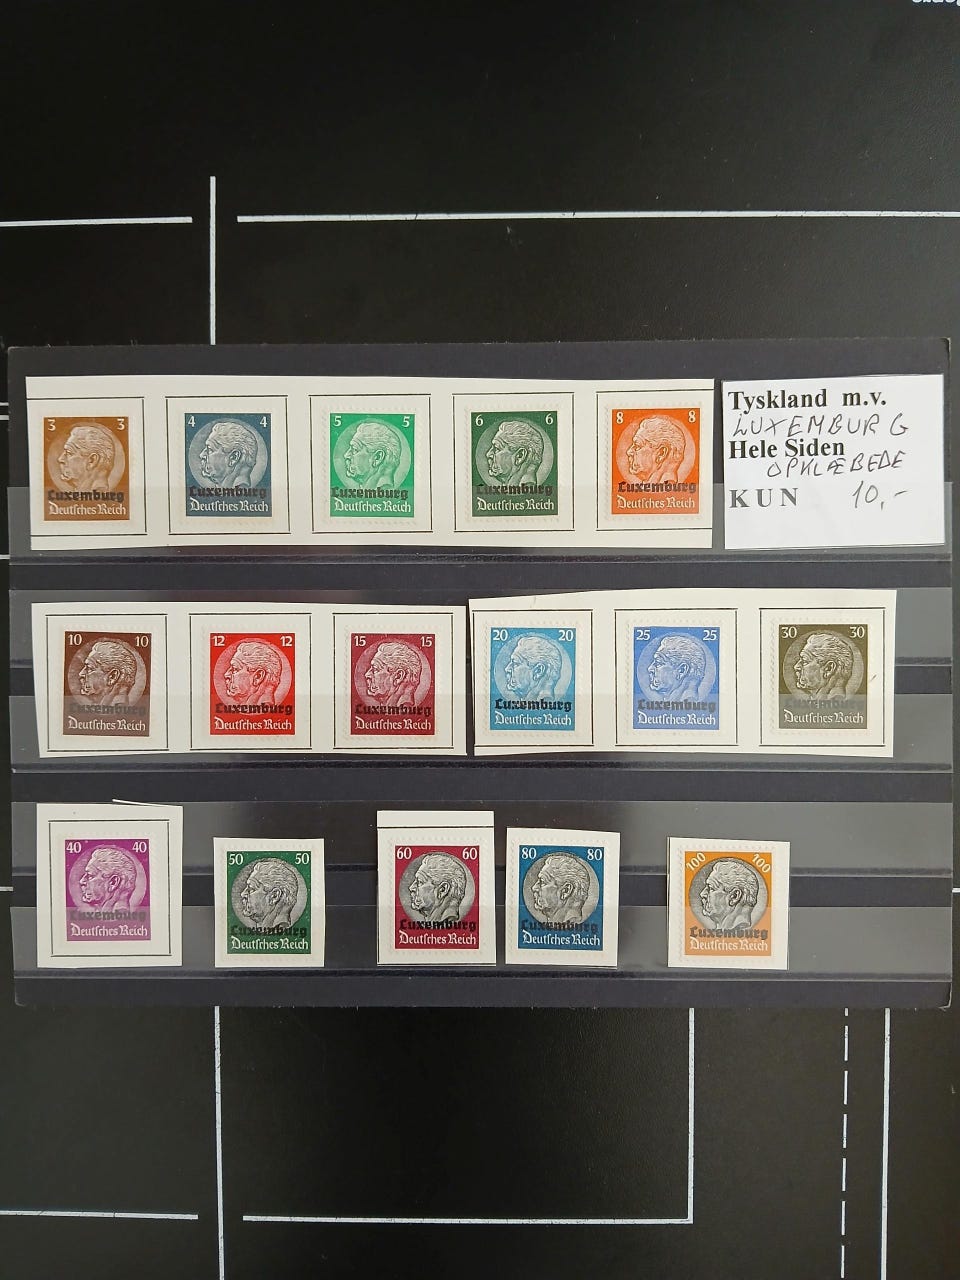 3 3
Luxemburg
Deutsches Reich
4 4
Luxemburg
Deutsches Reich
5 5
Luxemburg
Deutsches Reich
6 6
Luxemburg
Deutsches Reich
8 8
Luxemburg
Deutsches Reich
Tyskland m.v.
LUXEMBURG
Hele Siden
OPKLÆBEDE
KUN 10,-
10 10
Luxemburg
Deutsches Reich
12 12
Luxemburg
Deutsches Reich
15 15
Luxemburg
Deutsches Reich
20 20
Luxemburg
Deutsches Reich
25 25
Luxemburg
Deutsches Reich
30 30
Luxemburg
Deutsches Reich
40 40
Luxemburg
Deutsches Reich
50 50
Luxemburg
Deutsches Reich
60 60
Luxemburg
Deutsches Reich
80 80
Luxemburg
Deutsches Reich
100 100
Luxemburg
Deutsches Reich